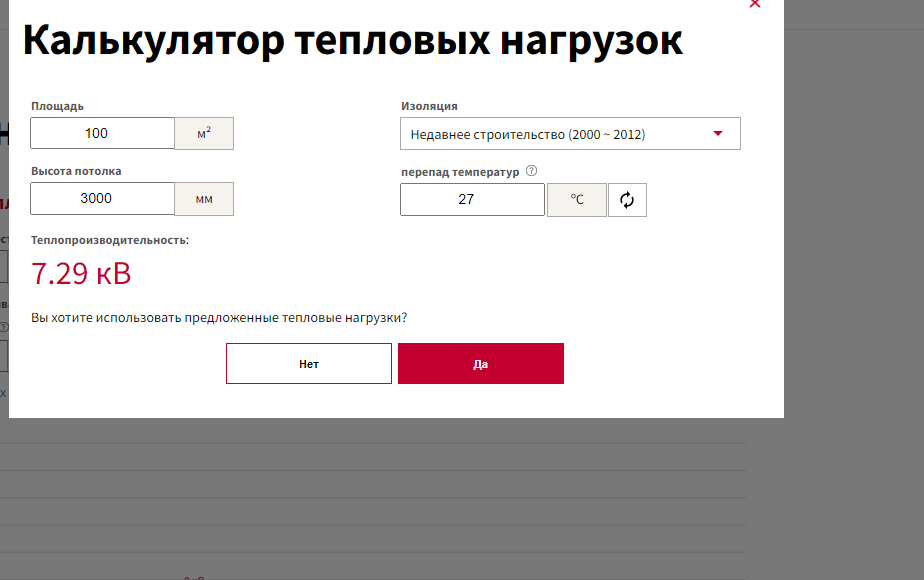 Калькулятор тепловых нагрузок
Площадь
Изоляция
100 м²
Недавнее строительство (2000 ~ 2012)
Высота потолка
перепад температур ?
3000 мм
27 °C
Теплопроизводительность:
7.29 кВ
Вы хотите использовать предложенные тепловые нагрузки?
Нет
Да